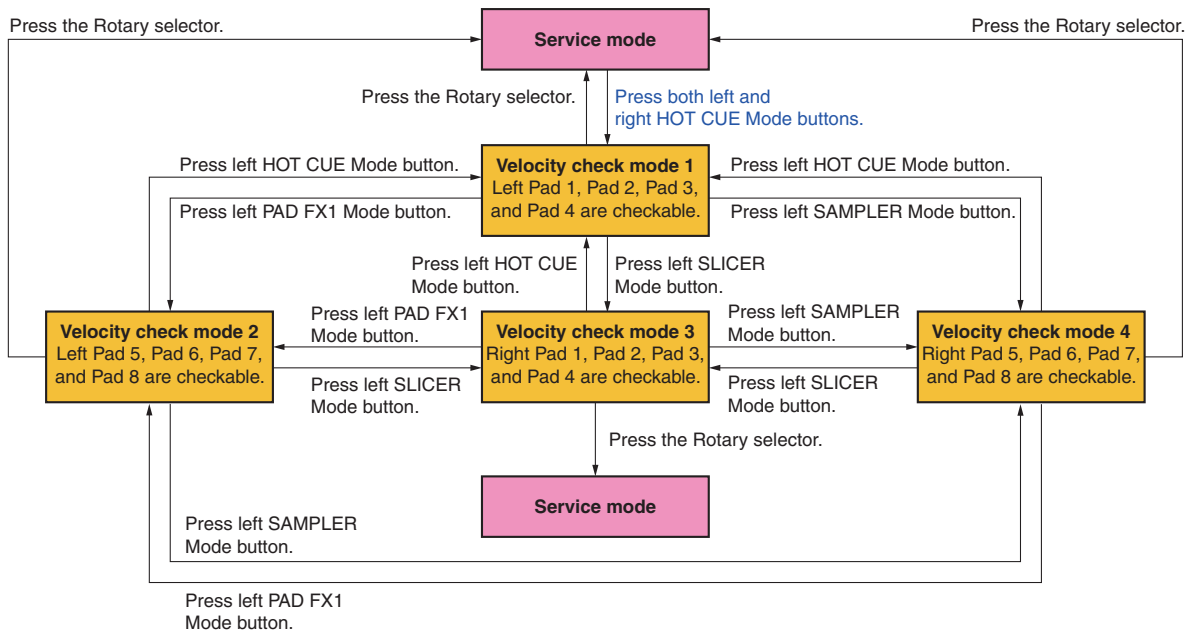 Press the Rotary selector.
Service mode
Press the Rotary selector.
Press the Rotary selector.
Press both left and
right HOT CUE Mode buttons.
Press left HOT CUE Mode button.
Velocity check mode 1
Left Pad 1, Pad 2, Pad 3,
and Pad 4 are checkable.
Press left HOT CUE Mode button.
Press left PAD FX1 Mode button.
Press left SAMPLER Mode button.
Press left HOT CUE
Mode button.
Press left SLICER
Mode button.
Velocity check mode 2
Left Pad 5, Pad 6, Pad 7,
and Pad 8 are checkable.
Press left PAD FX1
Mode button.
Press left SLICER
Mode button.
Velocity check mode 3
Right Pad 1, Pad 2, Pad 3,
and Pad 4 are checkable.
Press left SAMPLER
Mode button.
Press left SLICER
Mode button.
Velocity check mode 4
Right Pad 5, Pad 6, Pad 7,
and Pad 8 are checkable.
Press the Rotary selector.
Service mode
Press left SAMPLER
Mode button.
Press left PAD FX1
Mode button.